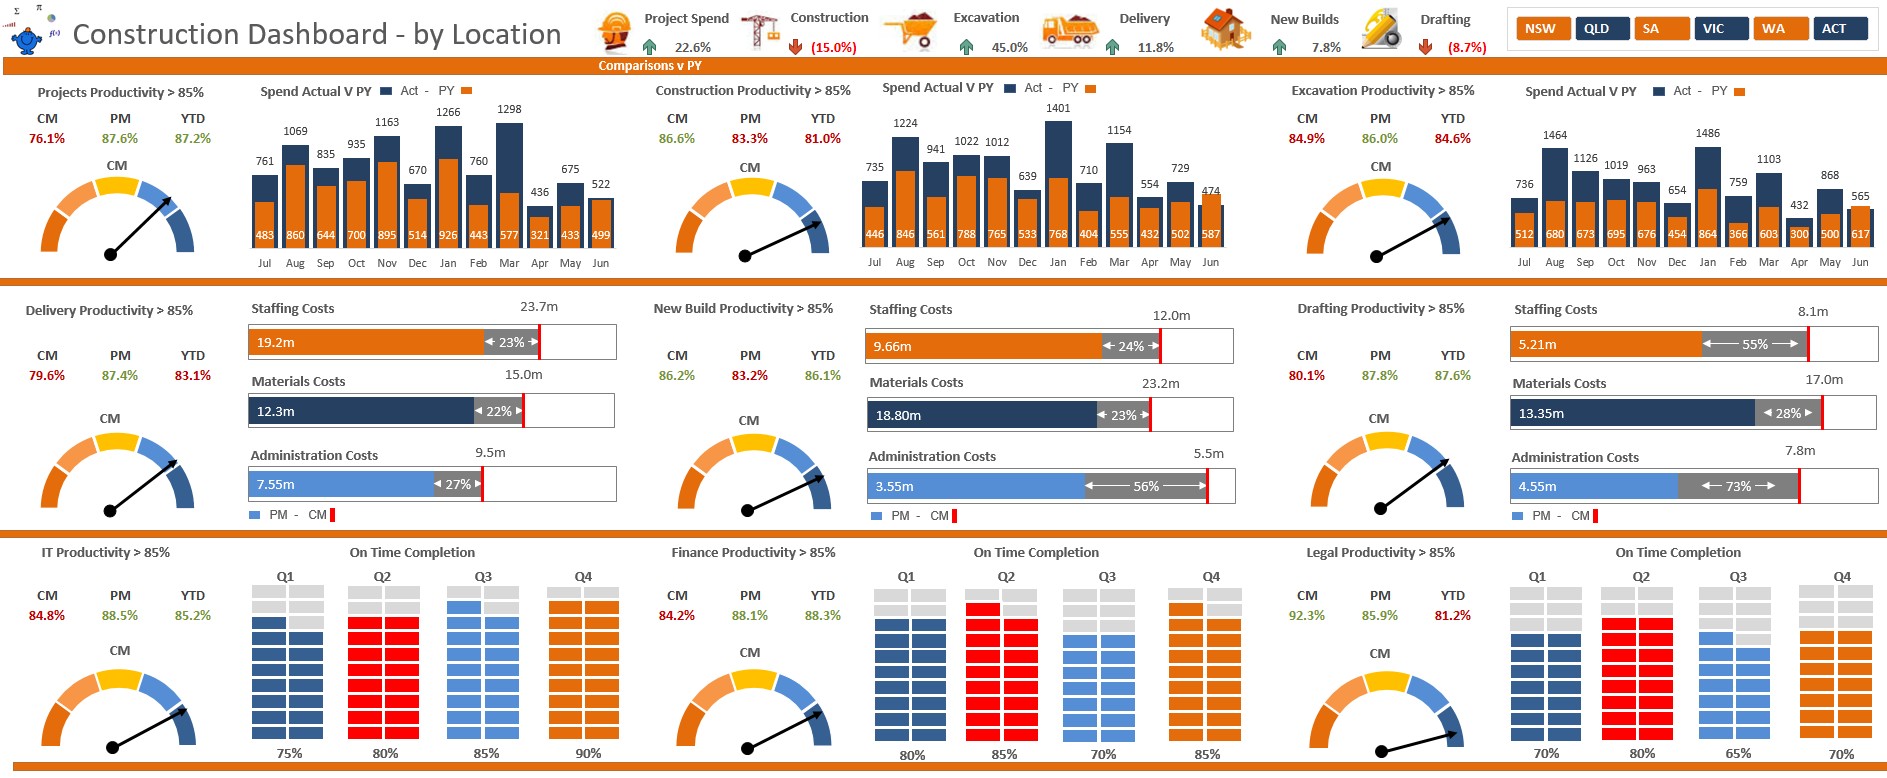 Σ π
f(x)
Construction Dashboard - by Location
Project Spend
22.6%
Construction
(15.0%)
Excavation
45.0%
Delivery
11.8%
New Builds
7.8%
Drafting
(8.7%)
NSW QLD SA VIC WA ACT
Comparisons v PY
Projects Productivity > 85%
CM PM YTD
76.1% 87.6% 87.2%
CM
Spend Actual V PY Act - PY
761 1069 835 935 1163 670 1266 760 1298 436 675 522
483 860 644 700 895 514 926 443 577 321 433 499
Jul Aug Sep Oct Nov Dec Jan Feb Mar Apr May Jun
Construction Productivity > 85%
CM PM YTD
86.6% 83.3% 81.0%
CM
Spend Actual V PY Act - PY
735 1224 941 1022 1012 639 1401 710 1154 554 729 474
446 846 561 788 765 533 768 404 555 432 502 587
Jul Aug Sep Oct Nov Dec Jan Feb Mar Apr May Jun
Excavation Productivity > 85%
CM PM YTD
84.9% 86.0% 84.6%
CM
Spend Actual V PY Act - PY
736 1464 1126 1019 963 654 1486 759 1103 432 868 565
512 680 673 695 676 454 864 366 603 300 500 617
Jul Aug Sep Oct Nov Dec Jan Feb Mar Apr May Jun
Delivery Productivity > 85%
CM PM YTD
79.6% 87.4% 83.1%
CM
Staffing Costs 23.7m
19.2m 23%
Materials Costs 15.0m
12.3m 22%
Administration Costs 9.5m
7.55m 27%
PM - CM
New Build Productivity > 85%
CM PM YTD
86.2% 83.2% 86.1%
CM
Staffing Costs 12.0m
9.66m 24%
Materials Costs 23.2m
18.80m 23%
Administration Costs 5.5m
3.55m 56%
PM - CM
Drafting Productivity > 85%
CM PM YTD
80.1% 87.8% 87.6%
CM
Staffing Costs 8.1m
5.21m 55%
Materials Costs 17.0m
13.35m 28%
Administration Costs 7.8m
4.55m 73%
PM - CM
IT Productivity > 85%
CM PM YTD
84.8% 88.5% 85.2%
CM
On Time Completion
Q1 Q2 Q3 Q4
75% 80% 85% 90%
Finance Productivity > 85%
CM PM YTD
84.2% 88.1% 88.3%
CM
On Time Completion
Q1 Q2 Q3 Q4
80% 85% 70% 85%
Legal Productivity > 85%
CM PM YTD
92.3% 85.9% 81.2%
CM
On Time Completion
Q1 Q2 Q3 Q4
70% 80% 65% 70%